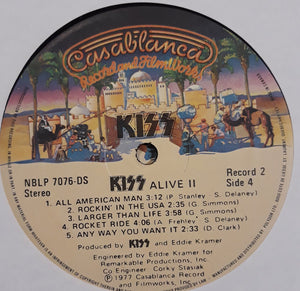 Casablanca
Record and FilmWorks
KISS
NBLP 7076-DS
Stereo
KISS ALIVE II
Record 2
Side 4
1. ALL AMERICAN MAN 3:12 (P. Stanley - S. Delaney)
2. ROCKIN' IN THE USA 2:35 (G. Simmons)
3. LARGER THAN LIFE 3:58 (G. Simmons)
4. ROCKET RIDE 4:06 (A. Frehley - S. Delaney)
5. ANY WAY YOU WANT IT 2:33 (D. Clark)
Produced by KISS and Eddie Kramer
Engineered by Eddie Kramer for
Remarkable Productions, Inc.
Co Engineer Corky Stasiak
℗1977 Casablanca Record
and Filmworks, Inc.